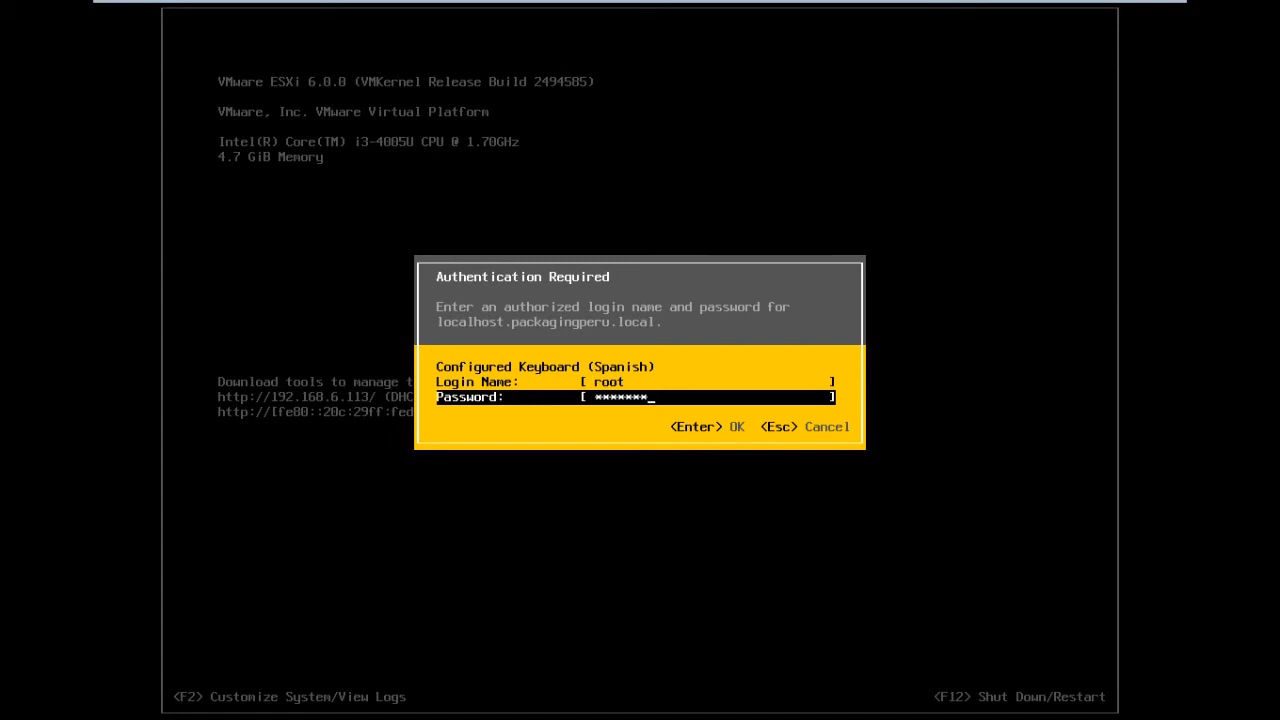 VMware ESXi 6.0.0 (VMKernel Release Build 2494585)
VMware, Inc. VMware Virtual Platform
Intel(R) Core(TM) i3-4005U CPU @ 1.70GHz
4.7 GiB Memory
Authentication Required
Enter an authorized login name and password for
localhost.packagingperu.local.
Configured Keyboard (Spanish)
Login Name: [ root ]
Password: [ *******_ ]
<Enter> OK <Esc> Cancel
Download tools to manage t
http://192.168.6.113/ (DHC
http://[fe80::20c:29ff:fed
<F2> Customize System/View Logs
<F12> Shut Down/Restart